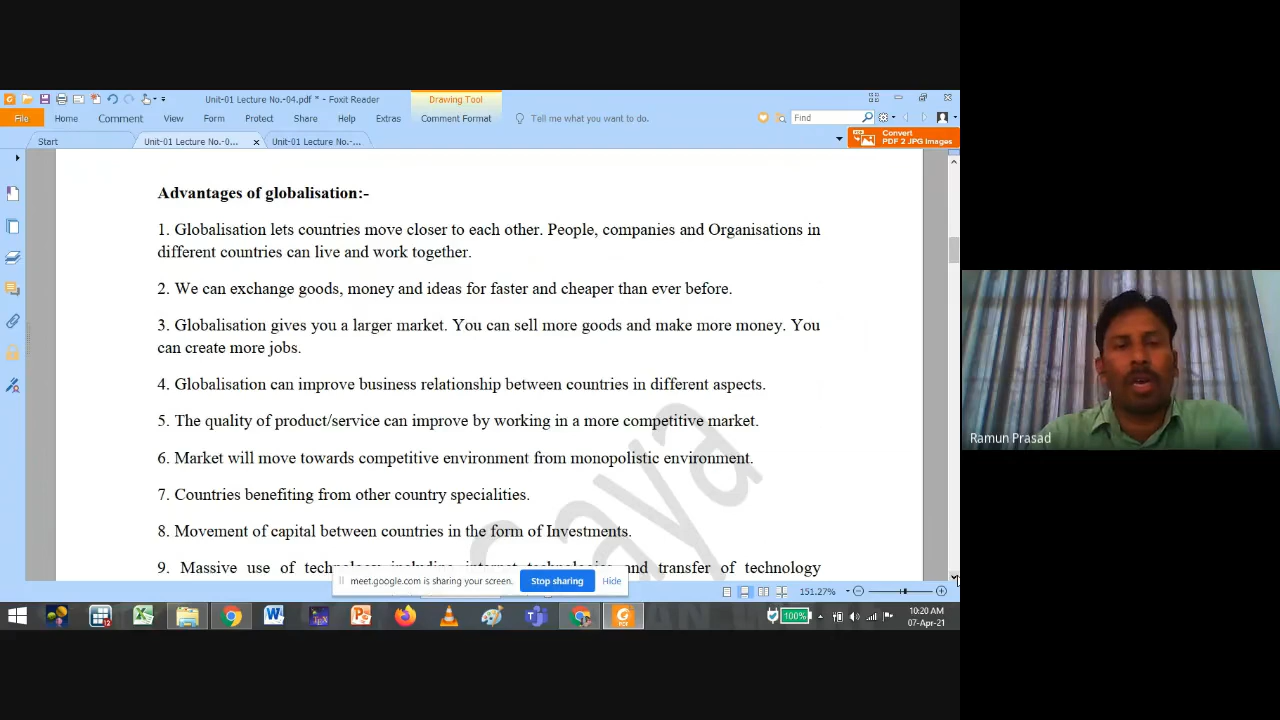 Unit-01 Lecture No.-04.pdf * - Foxit Reader
Drawing Tool
File Home Comment View Form Protect Share Help Extras Comment Format Tell me what you want to do. Find
Start Unit-01 Lecture No.-0... Unit-01 Lecture No.-... Convert
PDF 2 JPG Images
Advantages of globalisation:-
1. Globalisation lets countries move closer to each other. People, companies and Organisations in
different countries can live and work together.
2. We can exchange goods, money and ideas for faster and cheaper than ever before.
3. Globalisation gives you a larger market. You can sell more goods and make more money. You
can create more jobs.
4. Globalisation can improve business relationship between countries in different aspects.
5. The quality of product/service can improve by working in a more competitive market.
Ramun Prasad
6. Market will move towards competitive environment from monopolistic environment.
7. Countries benefiting from other country specialities.
8. Movement of capital between countries in the form of Investments.
9. Massive use of technology including internet technologies and transfer of technology
meet.google.com is sharing your screen. Stop sharing Hide
151.27%
100%
10:20 AM
07-Apr-21